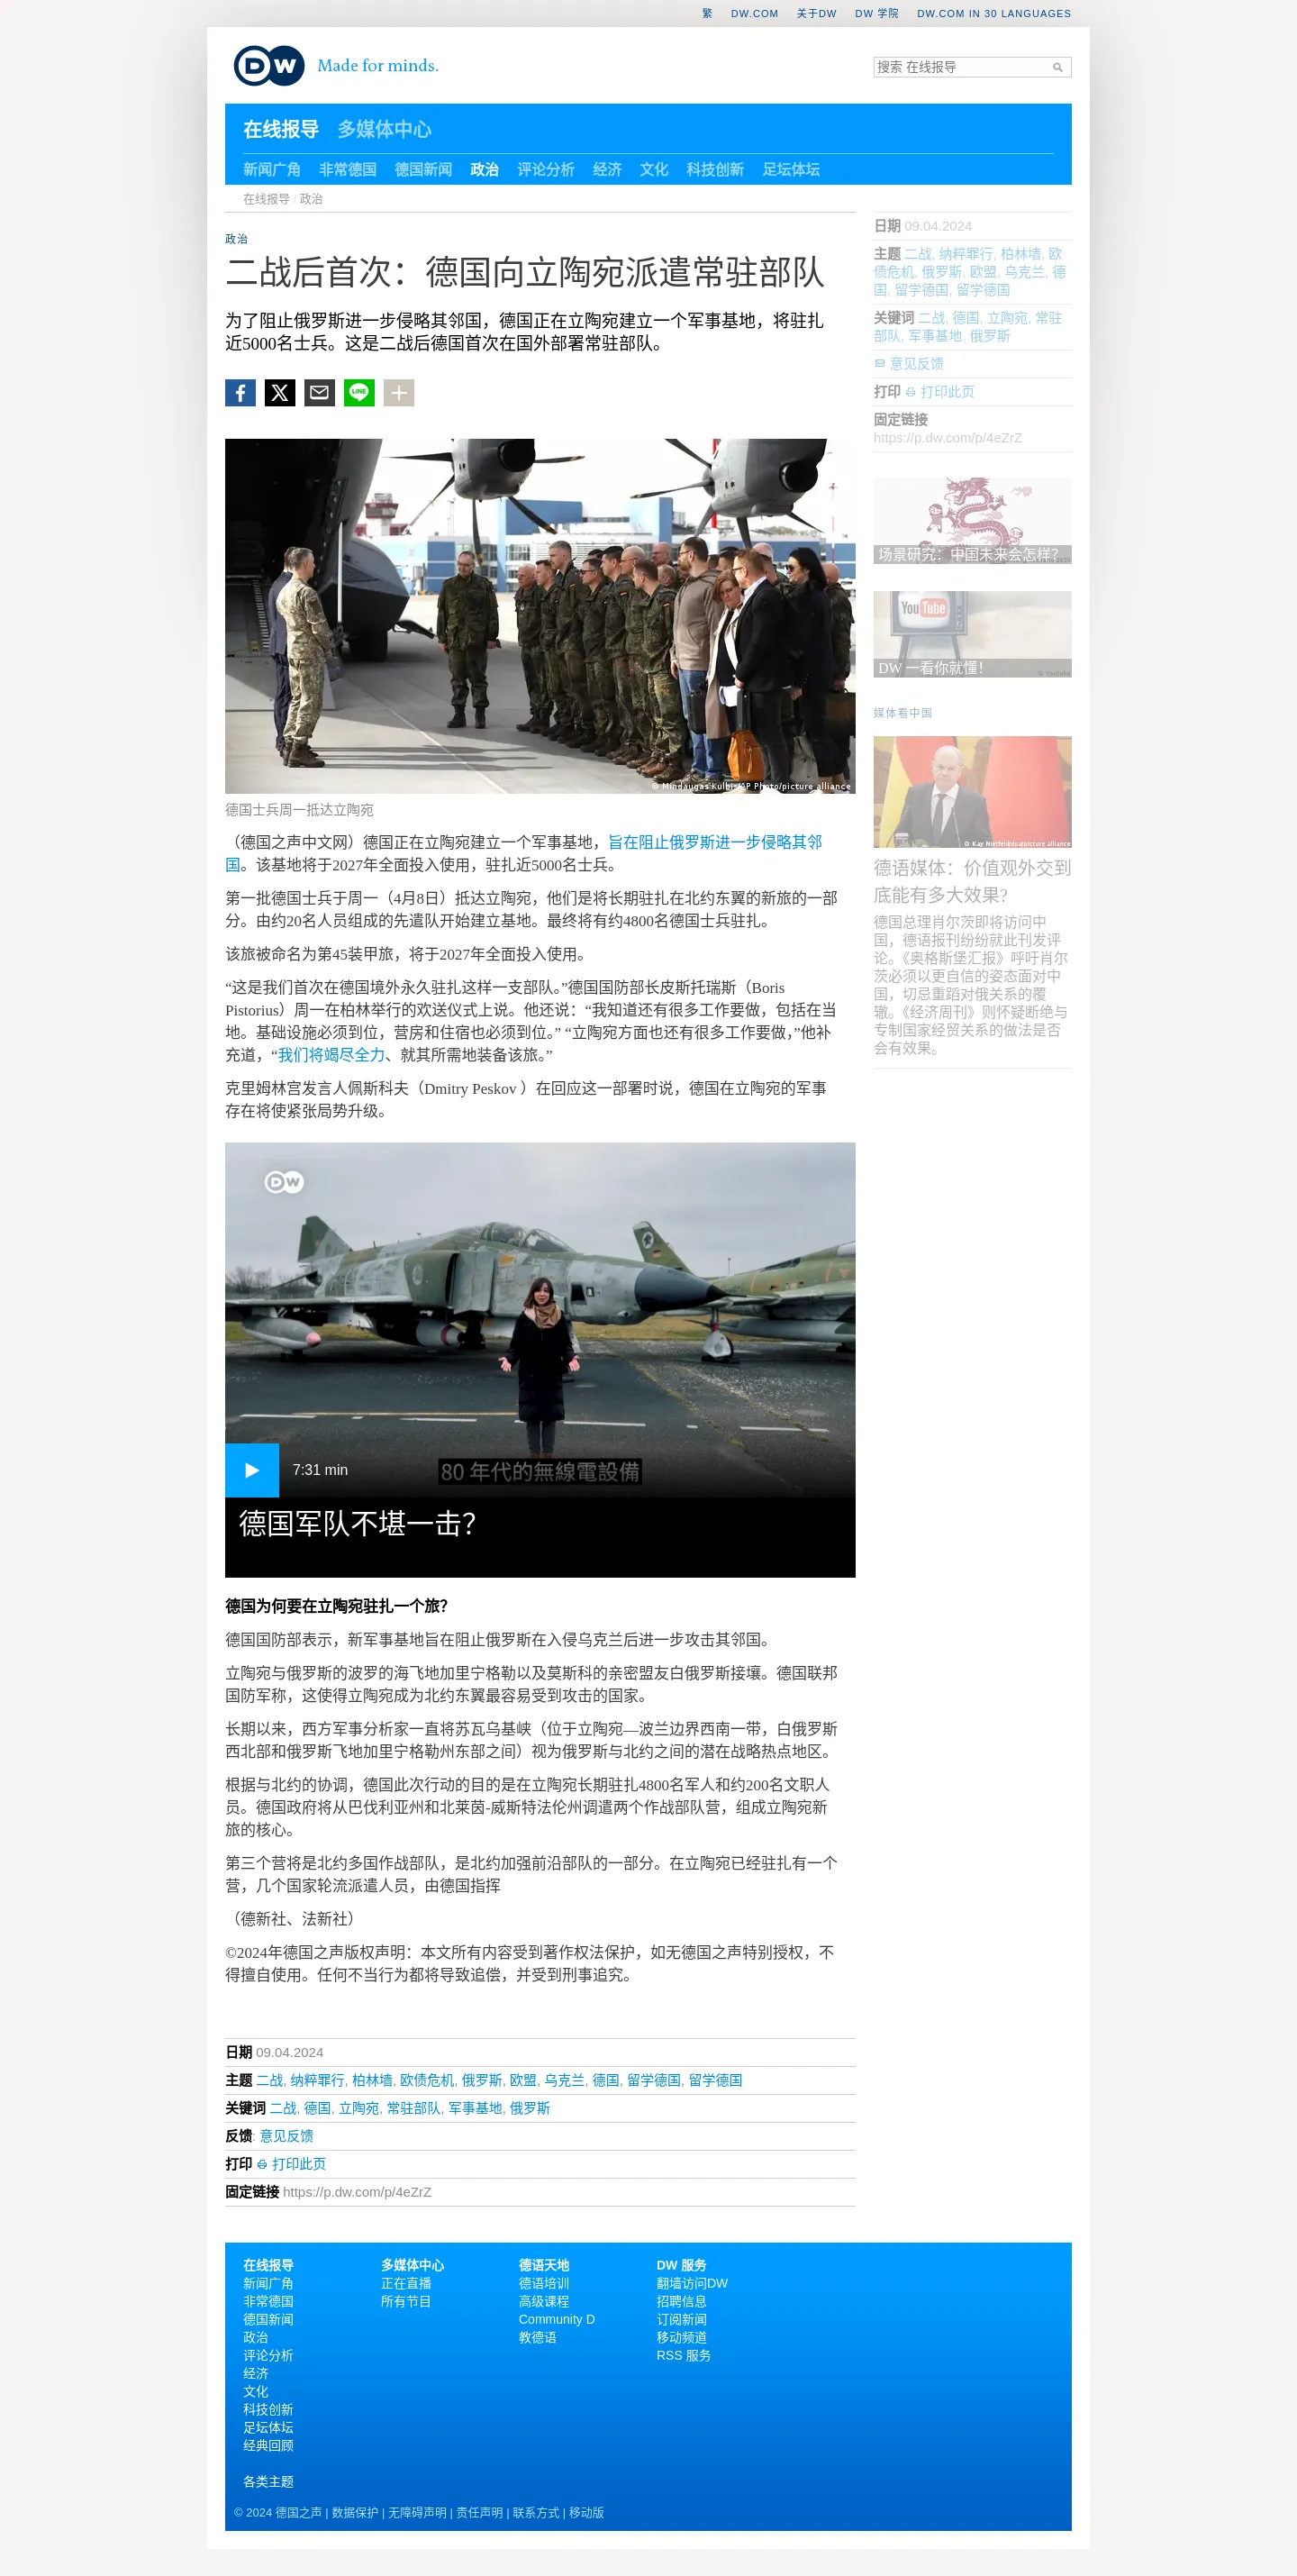 繁 DW.COM 关于DW DW 学院 DW.COM IN 30 LANGUAGES
DW Made for minds.
搜索 在线报导
在线报导 多媒体中心
新闻广角 非常德国 德国新闻 政治 评论分析 经济 文化 科技创新 足坛体坛
在线报导 / 政治
政治
二战后首次：德国向立陶宛派遣常驻部队
为了阻止俄罗斯进一步侵略其邻国，德国正在立陶宛建立一个军事基地，将驻扎
近5000名士兵。这是二战后德国首次在国外部署常驻部队。
LINE
© Mindaugas Kulbis/AP Photo/picture alliance
德国士兵周一抵达立陶宛
（德国之声中文网）德国正在立陶宛建立一个军事基地，旨在阻止俄罗斯进一步侵略其邻
国。该基地将于2027年全面投入使用，驻扎近5000名士兵。
第一批德国士兵于周一（4月8日）抵达立陶宛，他们是将长期驻扎在北约东翼的新旅的一部
分。由约20名人员组成的先遣队开始建立基地。最终将有约4800名德国士兵驻扎。
该旅被命名为第45装甲旅，将于2027年全面投入使用。
“这是我们首次在德国境外永久驻扎这样一支部队。”德国国防部长皮斯托瑞斯（Boris
Pistorius）周一在柏林举行的欢送仪式上说。他还说：“我知道还有很多工作要做，包括在当
地。基础设施必须到位，营房和住宿也必须到位。” “立陶宛方面也还有很多工作要做，”他补
充道，“我们将竭尽全力、就其所需地装备该旅。”
克里姆林宫发言人佩斯科夫（Dmitry Peskov ）在回应这一部署时说，德国在立陶宛的军事
存在将使紧张局势升级。
DW
7:31 min
80 年代的無線電設備
德国军队不堪一击？
德国为何要在立陶宛驻扎一个旅？
德国国防部表示，新军事基地旨在阻止俄罗斯在入侵乌克兰后进一步攻击其邻国。
立陶宛与俄罗斯的波罗的海飞地加里宁格勒以及莫斯科的亲密盟友白俄罗斯接壤。德国联邦
国防军称，这使得立陶宛成为北约东翼最容易受到攻击的国家。
长期以来，西方军事分析家一直将苏瓦乌基峡（位于立陶宛—波兰边界西南一带，白俄罗斯
西北部和俄罗斯飞地加里宁格勒州东部之间）视为俄罗斯与北约之间的潜在战略热点地区。
根据与北约的协调，德国此次行动的目的是在立陶宛长期驻扎4800名军人和约200名文职人
员。德国政府将从巴伐利亚州和北莱茵-威斯特法伦州调遣两个作战部队营，组成立陶宛新
旅的核心。
第三个营将是北约多国作战部队，是北约加强前沿部队的一部分。在立陶宛已经驻扎有一个
营，几个国家轮流派遣人员，由德国指挥
（德新社、法新社）
©2024年德国之声版权声明：本文所有内容受到著作权法保护，如无德国之声特别授权，不
得擅自使用。任何不当行为都将导致追偿，并受到刑事追究。
日期 09.04.2024
主题 二战, 纳粹罪行, 柏林墙, 欧债危机, 俄罗斯, 欧盟, 乌克兰, 德国, 留学德国, 留学德国
关键词 二战, 德国, 立陶宛, 常驻部队, 军事基地, 俄罗斯
反馈: 意见反馈
打印 打印此页
固定链接 https://p.dw.com/p/4eZrZ
日期 09.04.2024
主题 二战, 纳粹罪行, 柏林墙, 欧
债危机, 俄罗斯, 欧盟, 乌克兰, 德
国, 留学德国, 留学德国
关键词 二战, 德国, 立陶宛, 常驻
部队, 军事基地, 俄罗斯
意见反馈
打印 打印此页
固定链接
https://p.dw.com/p/4eZrZ
场景研究：中国未来会怎样？
YouTube
DW 一看你就懂！
© Youtube
媒体看中国
© Kay Nietfeld/dpa/picture alliance
德语媒体：价值观外交到
底能有多大效果?
德国总理肖尔茨即将访问中
国，德语报刊纷纷就此刊发评
论。《奥格斯堡汇报》呼吁肖尔
茨必须以更自信的姿态面对中
国，切忌重蹈对俄关系的覆
辙。《经济周刊》则怀疑断绝与
专制国家经贸关系的做法是否
会有效果。
在线报导 多媒体中心 德语天地 DW 服务
新闻广角 正在直播 德语培训 翻墙访问DW
非常德国 所有节目 高级课程 招聘信息
德国新闻 Community D 订阅新闻
政治 教德语 移动频道
评论分析 RSS 服务
经济
文化
科技创新
足坛体坛
经典回顾
各类主题
© 2024 德国之声 | 数据保护 | 无障碍声明 | 责任声明 | 联系方式 | 移动版